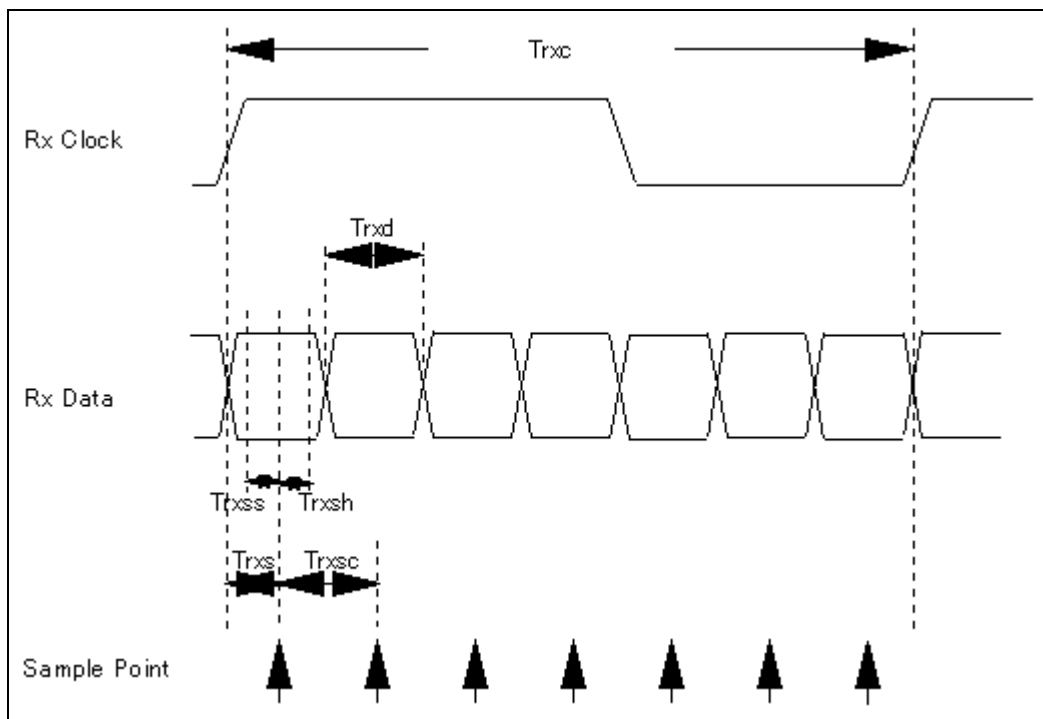 Trxc
Rx Clock
Trxd
Rx Data
Trxss Trxsh
Trxs Trxsc
Sample Point